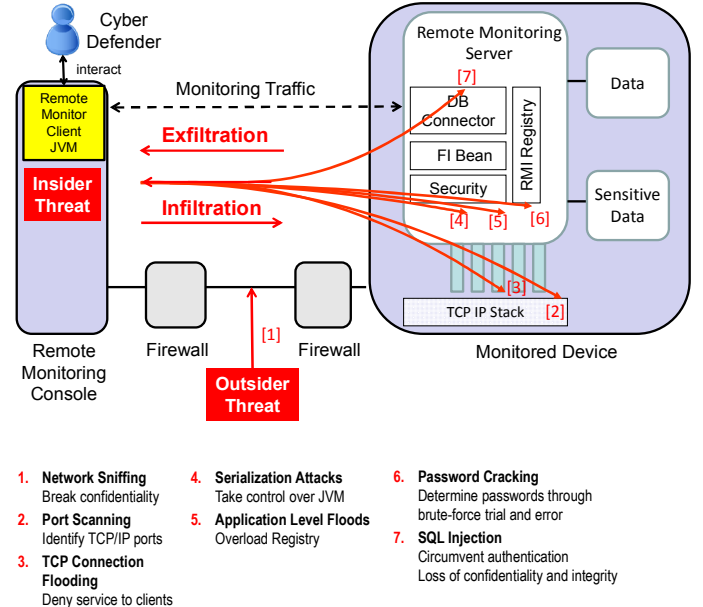 Cyber
Defender
interact
Remote
Monitor
Client
JVM
Insider
Threat
Remote
Monitoring
Console
Monitoring Traffic
Exfiltration
Infiltration
Firewall
[1]
Firewall
Outsider
Threat
Remote Monitoring
Server
[7]
DB
Connector
FI Bean
Security
RMI Registry
[4]
[5]
[6]
[3]
[2]
TCP IP Stack
Data
Sensitive
Data
Monitored Device
1. Network Sniffing
Break confidentiality
2. Port Scanning
Identify TCP/IP ports
3. TCP Connection
Flooding
Deny service to clients
4. Serialization Attacks
Take control over JVM
5. Application Level Floods
Overload Registry
6. Password Cracking
Determine passwords through
brute-force trial and error
7. SQL Injection
Circumvent authentication
Loss of confidentiality and integrity